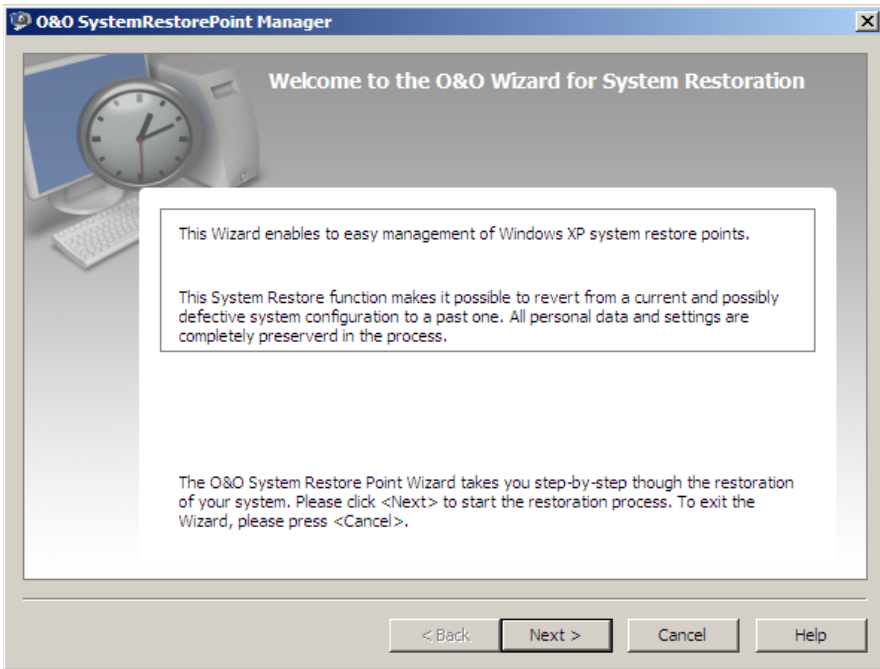 O&O SystemRestorePoint Manager
Welcome to the O&O Wizard for System Restoration
This Wizard enables to easy management of Windows XP system restore points.
This System Restore function makes it possible to revert from a current and possibly
defective system configuration to a past one. All personal data and settings are
completely preserverd in the process.
The O&O System Restore Point Wizard takes you step-by-step though the restoration
of your system. Please click <Next> to start the restoration process. To exit the
Wizard, please press <Cancel>.
< Back Next > Cancel Help